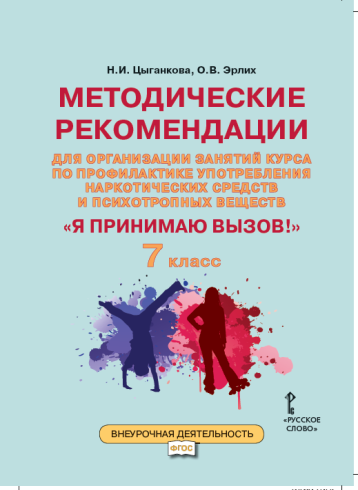 Н.И. Цыганкова, О.В. Эрлих
МЕТОДИЧЕСКИЕ
РЕКОМЕНДАЦИИ
ДЛЯ ОРГАНИЗАЦИИ ЗАНЯТИЙ КУРСА
ПО ПРОФИЛАКТИКЕ УПОТРЕБЛЕНИЯ
НАРКОТИЧЕСКИХ СРЕДСТВ
И ПСИХОТРОПНЫХ ВЕЩЕСТВ
«Я ПРИНИМАЮ ВЫЗОВ!»
7 класс
«РУССКОЕ
СЛОВО»
ВНЕУРОЧНАЯ ДЕЯТЕЛЬНОСТЬ
ФГОС